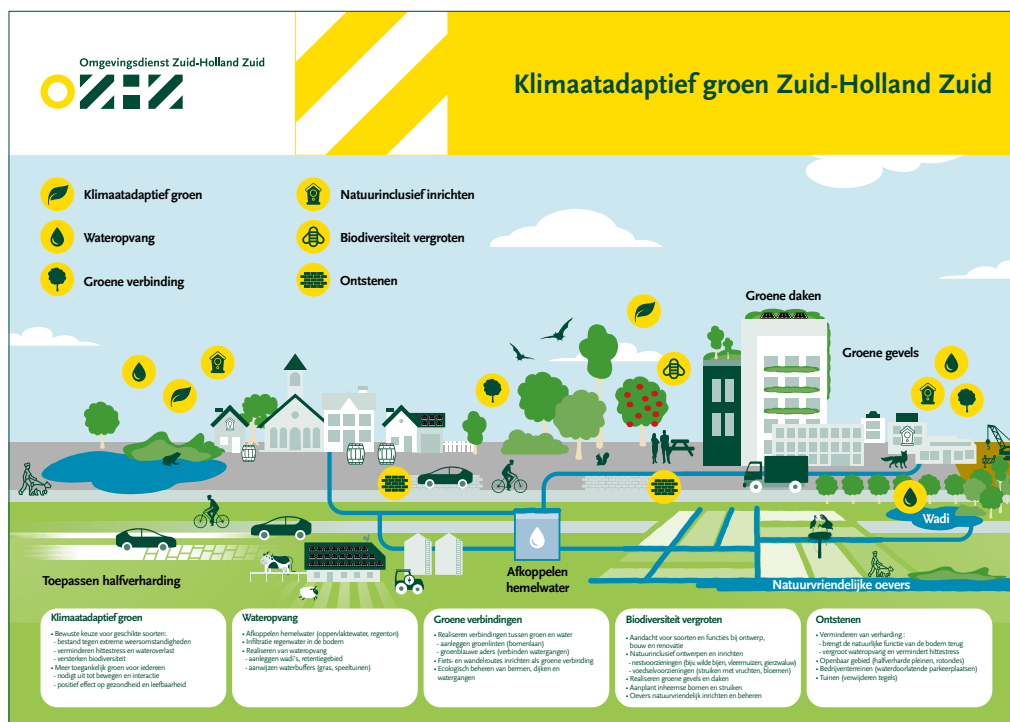 Omgevingsdienst Zuid-Holland Zuid
OZHZ
Klimaatadaptief groen Zuid-Holland Zuid
Klimaatadaptief groen
Wateropvang
Groene verbinding
Natuurinclusief inrichten
Biodiversiteit vergroten
Ontstenen
Groene daken
Groene gevels
Wadi
Toepassen halfverharding
Afkoppelen
hemelwater
Natuurvriendelijke oevers
Klimaatadaptief groen
• Bewuste keuze voor geschikte soorten:
- bestand tegen extreme weersomstandigheden
- verminderen hittestress en wateroverlast
- versterken biodiversiteit
• Meer toegankelijk groen voor iedereen
- nodigt uit tot bewegen en interactie
- positief effect op gezondheid en leefbaarheid
Wateropvang
• Afkoppelen hemelwater (oppervlaktewater, regenton)
• Infiltratie regenwater in de bodem
• Realiseren van wateropvang
- aanleggen wadi's, retentiegebied
- aanwijzen waterbuffers (gras, speeltuinen)
Groene verbindingen
• Realiseren verbindingen tussen groen en water
- aanleggen groenlinten (bomenlaan)
- groenblauwe aders (verbinden watergangen)
• Fiets- en wandelroutes inrichten als groene verbinding
• Ecologisch beheren van bermen, dijken en
watergangen
Biodiversiteit vergroten
• Aandacht voor soorten en functies bij ontwerp,
bouw en renovatie
• Natuurinclusief ontwerpen en inrichten
- nestvoorzieningen (bijv. wilde bijen, vleermuizen, gierzwaluw)
- voedselvoorzieningen (struiken met vruchten, bloemen)
• Realiseren groene gevels en daken
• Aanplant inheemse bomen en struiken
• Oevers natuurvriendelijk inrichten en beheren
Ontstenen
• Verminderen van verharding :
- brengt de natuurlijke functie van de bodem terug
- vergroot wateropvang en vermindert hittestress
• Openbaar gebied (halfverharde pleinen, rotondes)
• Bedrijventerreinen (waterdoorlatende parkeerplaatsen)
• Tuinen (verwijderen tegels)